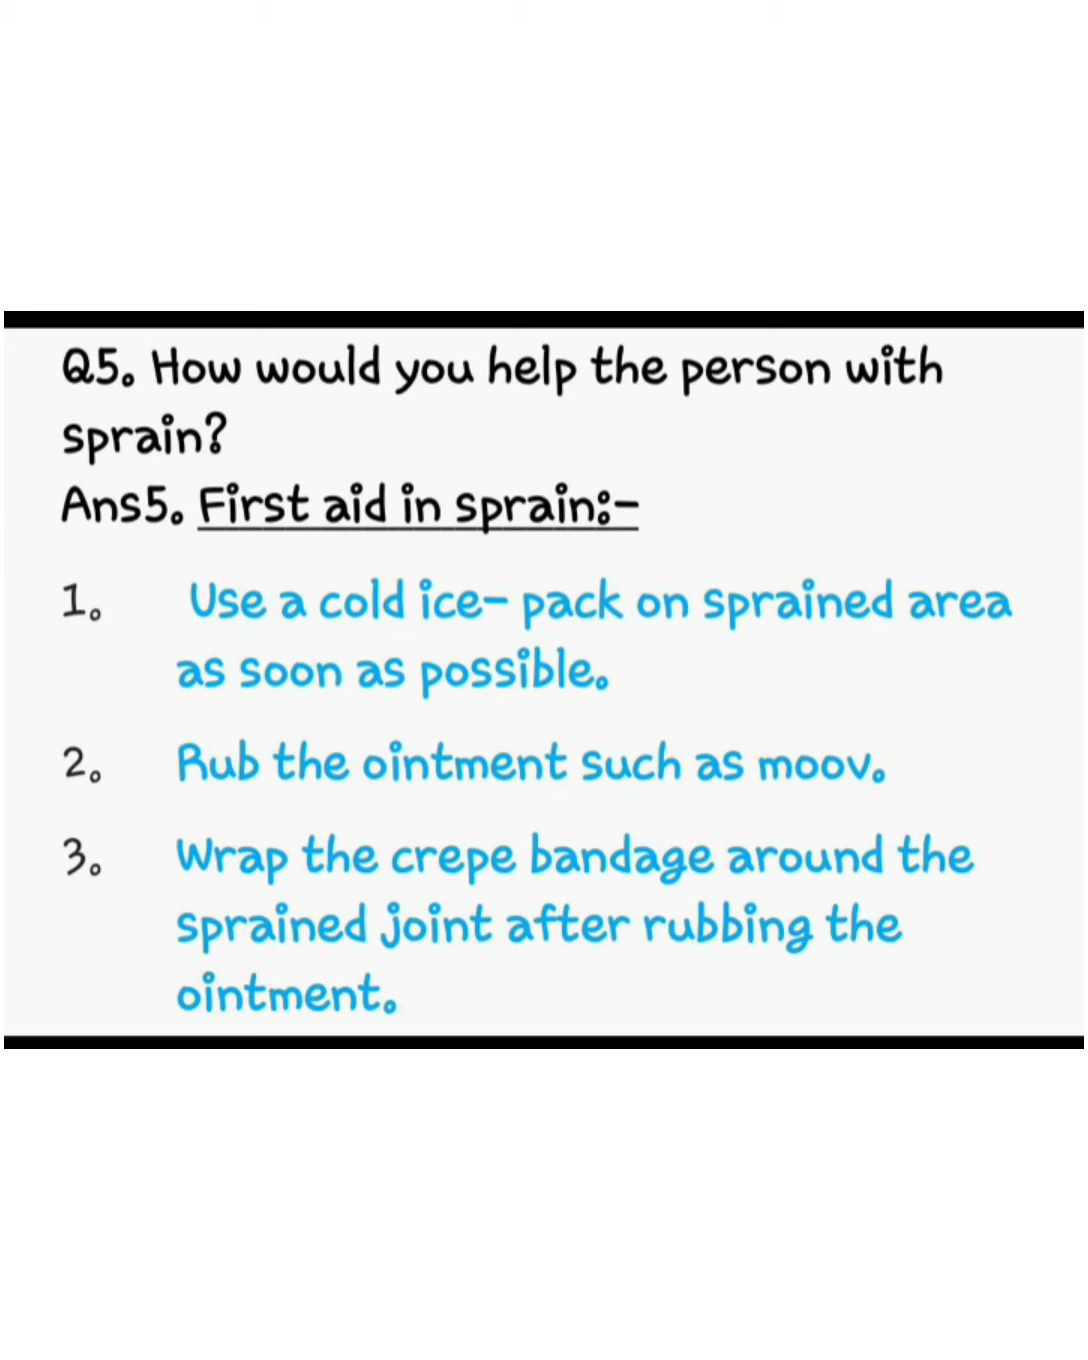 Q5. How would you help the person with
sprain?
Ans5. First aid in sprain:-
1. Use a cold ice- pack on sprained area
as soon as possible.
2. Rub the ointment such as moov.
3. Wrap the crepe bandage around the
sprained joint after rubbing the
ointment.